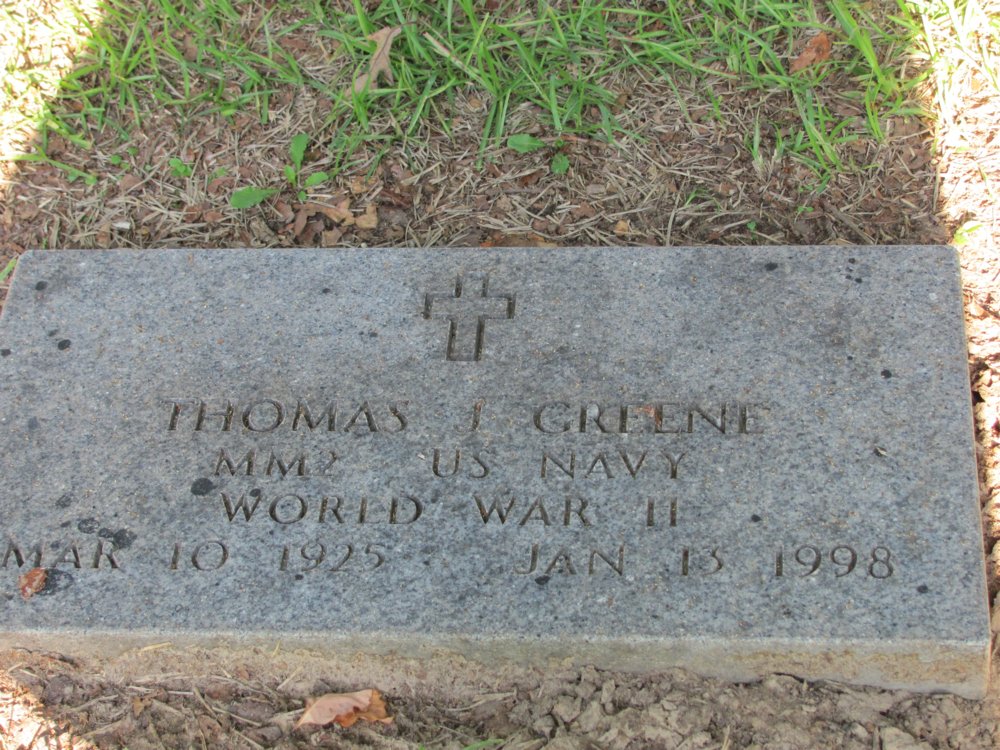 THOMAS J GREENE
MM2 US NAVY
WORLD WAR II
MAR 10 1925 JAN 13 1998